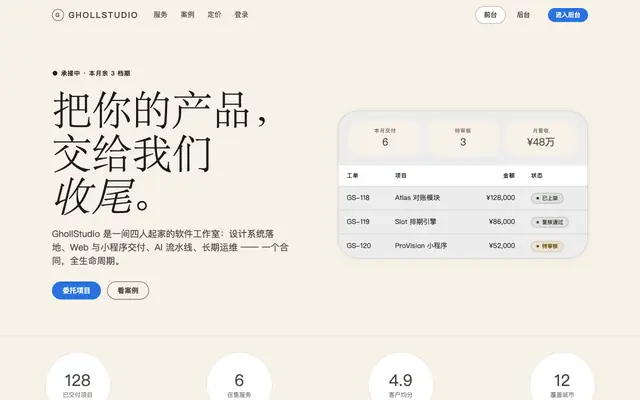 G GHOLLSTUDIO 服务 案例 定价 登录 前台 后台 进入后台
承接中 · 本月余 3 档期
把你的产品，
交给我们
收尾。
GhollStudio 是一间四人起家的软件工作室：设计系统落
地、Web 与小程序交付、AI 流水线、长期运维 —— 一个合
同，全生命周期。
委托项目 看案例
本月交付 待审核 月营收
6 3 ¥48万
工单 项目 金额 状态
GS-118 Atlas 对账模块 ¥128,000 已上架
GS-119 Slot 排期引擎 ¥86,000 复核通过
GS-120 ProVision 小程序 ¥52,000 待审核
128 6 4.9 12
已交付项目 在售服务 客户均分 覆盖城市